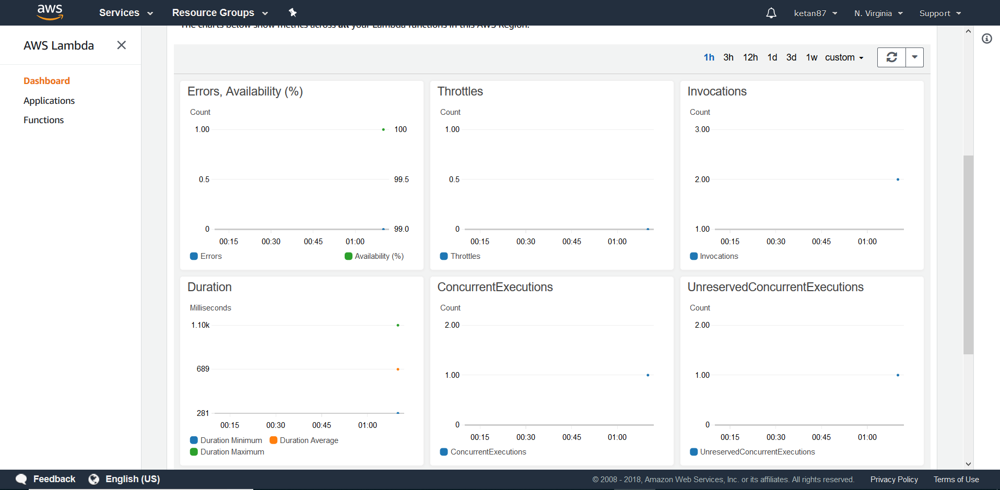 aws Services Resource Groups ketan87 N. Virginia Support
The charts below show metrics across all your Lambda functions in this AWS Region.
AWS Lambda
Dashboard
Applications
Functions
1h 3h 12h 1d 3d 1w custom
Errors, Availability (%)
Count
1.00 100
0.5 99.5
0 99.0
00:15 00:30 00:45 01:00
Errors Availability (%)
Throttles
Count
1.00
0.5
0
00:15 00:30 00:45 01:00
Throttles
Invocations
Count
3.00
2.00
1.00
00:15 00:30 00:45 01:00
Invocations
Duration
Milliseconds
1.10k
689
281
00:15 00:30 00:45 01:00
Duration Minimum Duration Average
Duration Maximum
ConcurrentExecutions
Count
2.00
1.00
0
00:15 00:30 00:45 01:00
ConcurrentExecutions
UnreservedConcurrentExecutions
Count
2.00
1.00
0
00:15 00:30 00:45 01:00
UnreservedConcurrentExecutions
Feedback English (US) © 2008 - 2018, Amazon Web Services, Inc. or its affiliates. All rights reserved. Privacy Policy Terms of Use